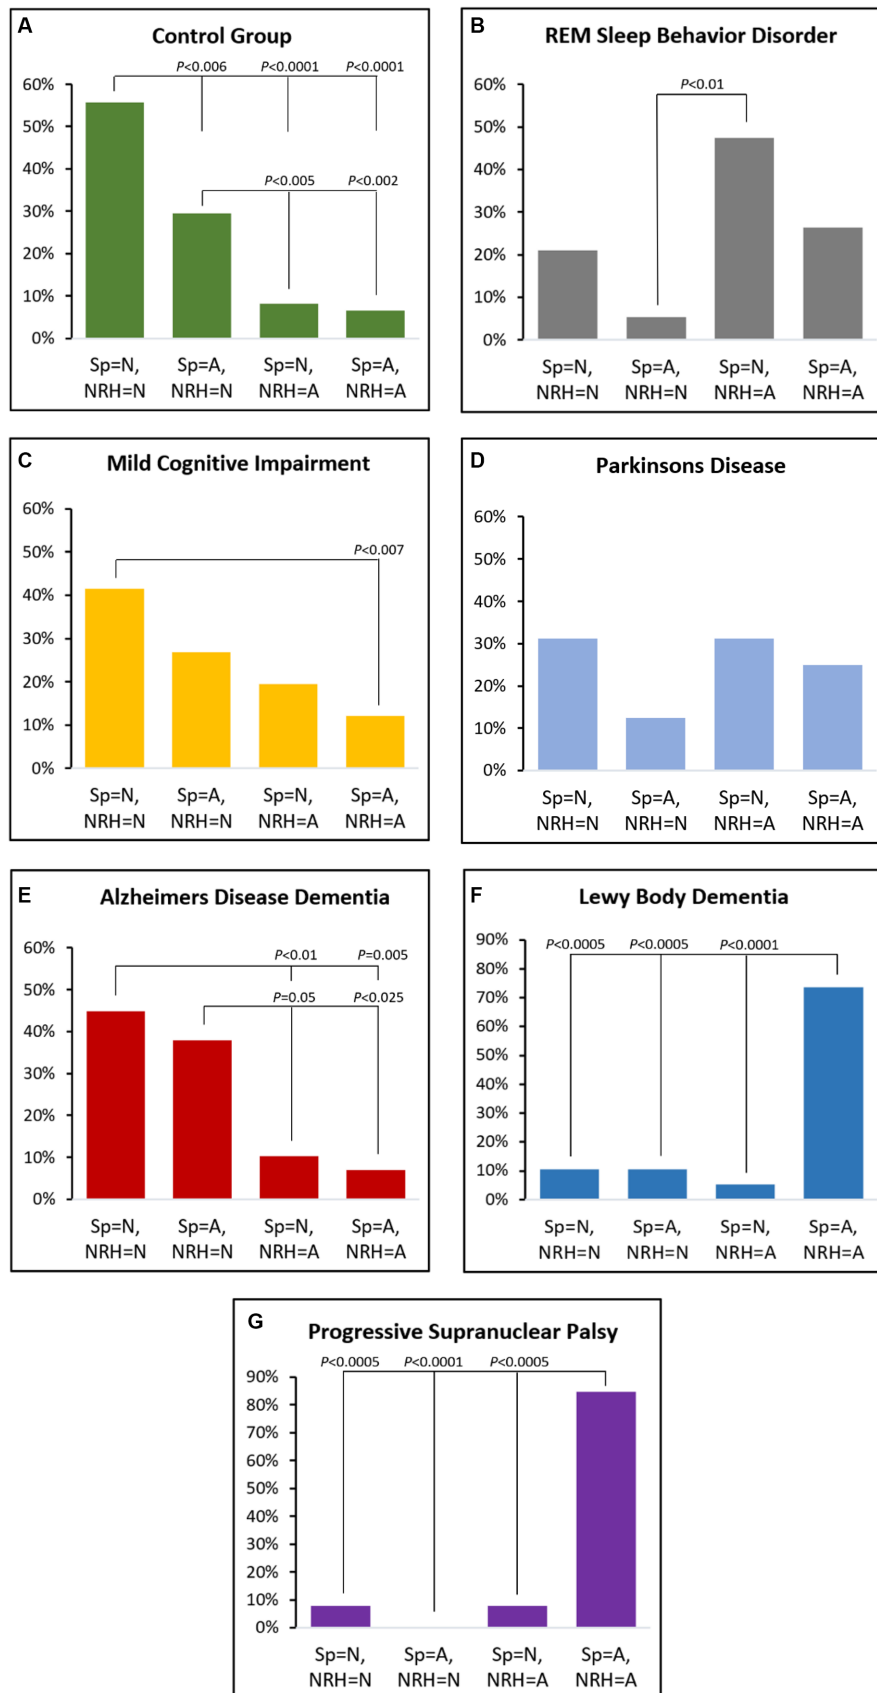 A
Control Group
P<0.006 P<0.0001 P<0.0001
60%
50%
40%
30%
20%
10%
0%
P<0.005 P<0.002
Sp=N, Sp=A, Sp=N, Sp=A,
NRH=N NRH=N NRH=A NRH=A
B
REM Sleep Behavior Disorder
P<0.01
60%
50%
40%
30%
20%
10%
0%
Sp=N, Sp=A, Sp=N, Sp=A,
NRH=N NRH=N NRH=A NRH=A
C
Mild Cognitive Impairment
60%
50%
40%
30%
20%
10%
0%
P<0.007
Sp=N, Sp=A, Sp=N, Sp=A,
NRH=N NRH=N NRH=A NRH=A
D
Parkinsons Disease
60%
50%
40%
30%
20%
10%
0%
Sp=N, Sp=A, Sp=N, Sp=A,
NRH=N NRH=N NRH=A NRH=A
E
Alzheimers Disease Dementia
60%
50%
40%
30%
20%
10%
0%
P<0.01 P=0.005
P=0.05 P<0.025
Sp=N, Sp=A, Sp=N, Sp=A,
NRH=N NRH=N NRH=A NRH=A
F
Lewy Body Dementia
P<0.0005 P<0.0005 P<0.0001
90%
80%
70%
60%
50%
40%
30%
20%
10%
0%
Sp=N, Sp=A, Sp=N, Sp=A,
NRH=N NRH=N NRH=A NRH=A
G
Progressive Supranuclear Palsy
P<0.0005 P<0.0001 P<0.0005
90%
80%
70%
60%
50%
40%
30%
20%
10%
0%
Sp=N, Sp=A, Sp=N, Sp=A,
NRH=N NRH=N NRH=A NRH=A